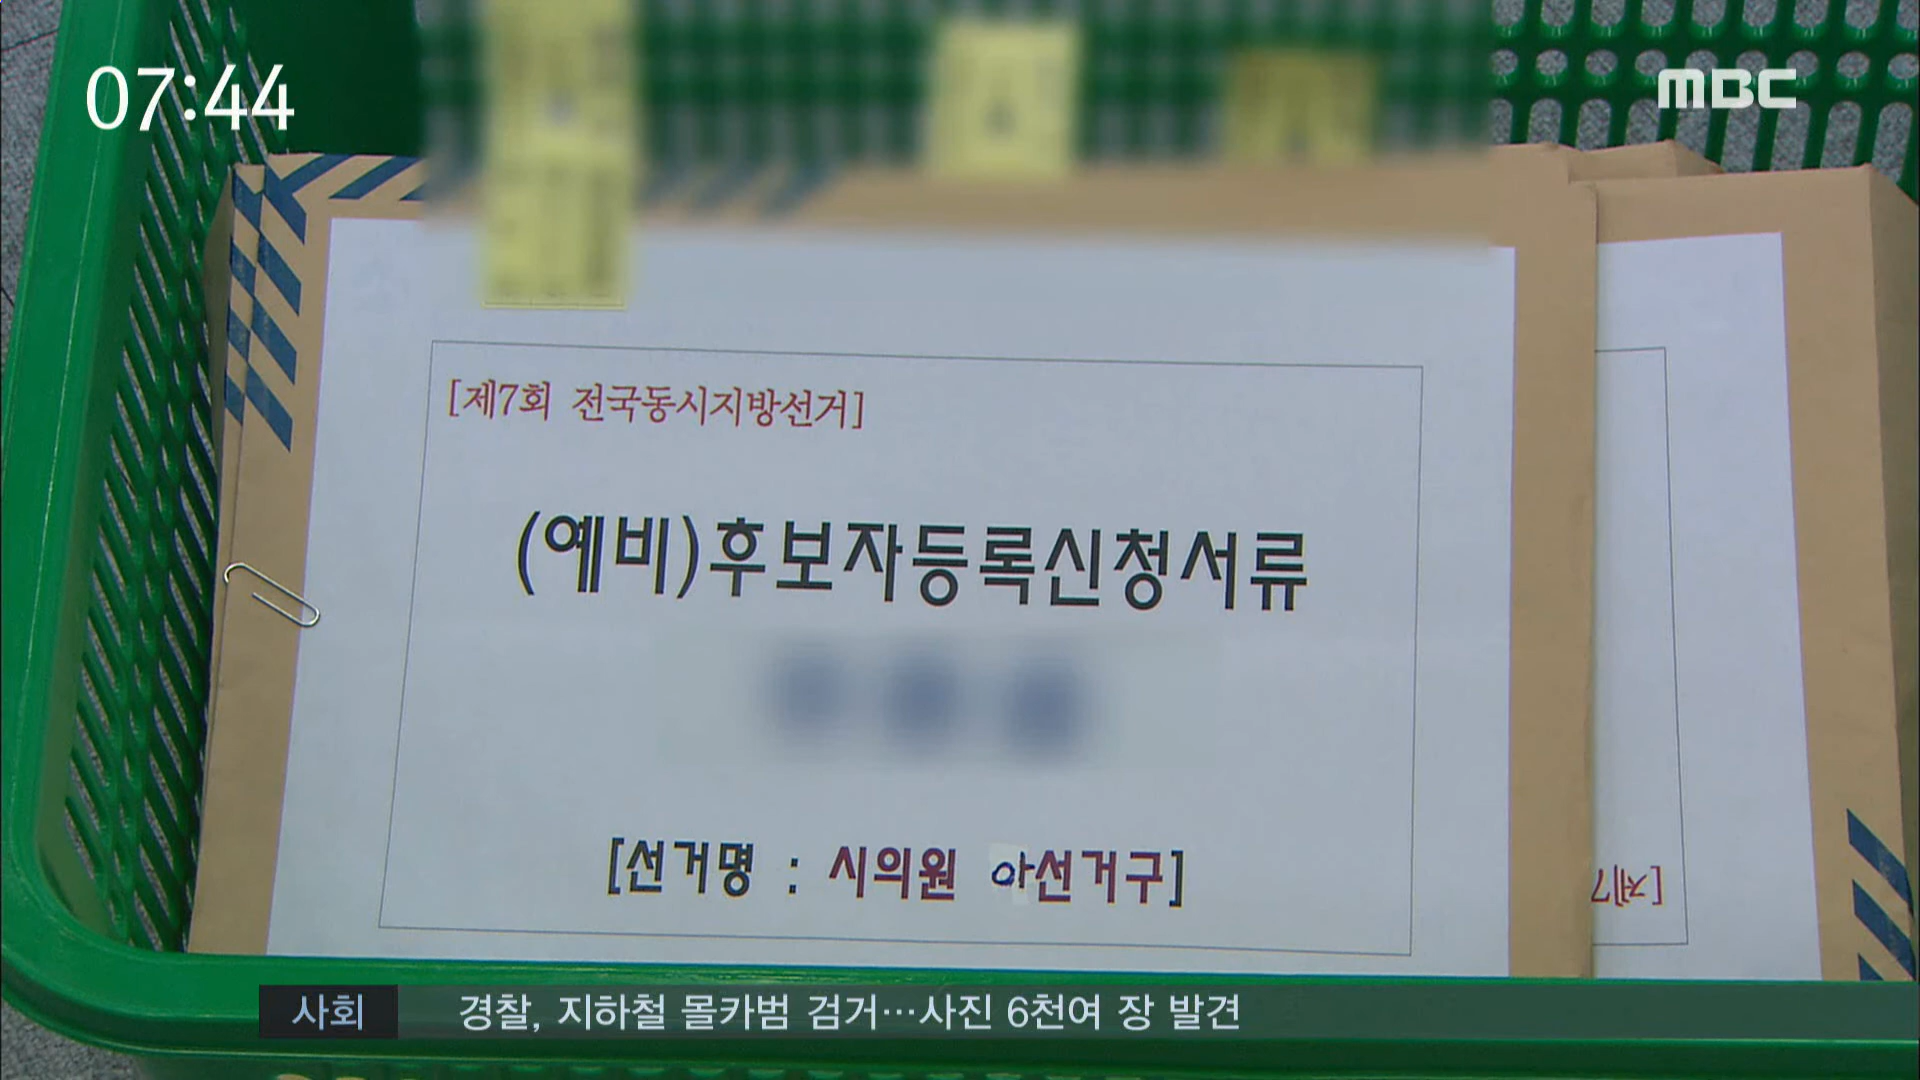 07:44
MBC
[제7회 전국동시지방선거]
(예비)후보자등록신청서류
[선거명 : 시의원 아선거구]
[제7
사회 경찰, 지하철 몰카범 검거…사진 6천여 장 발견